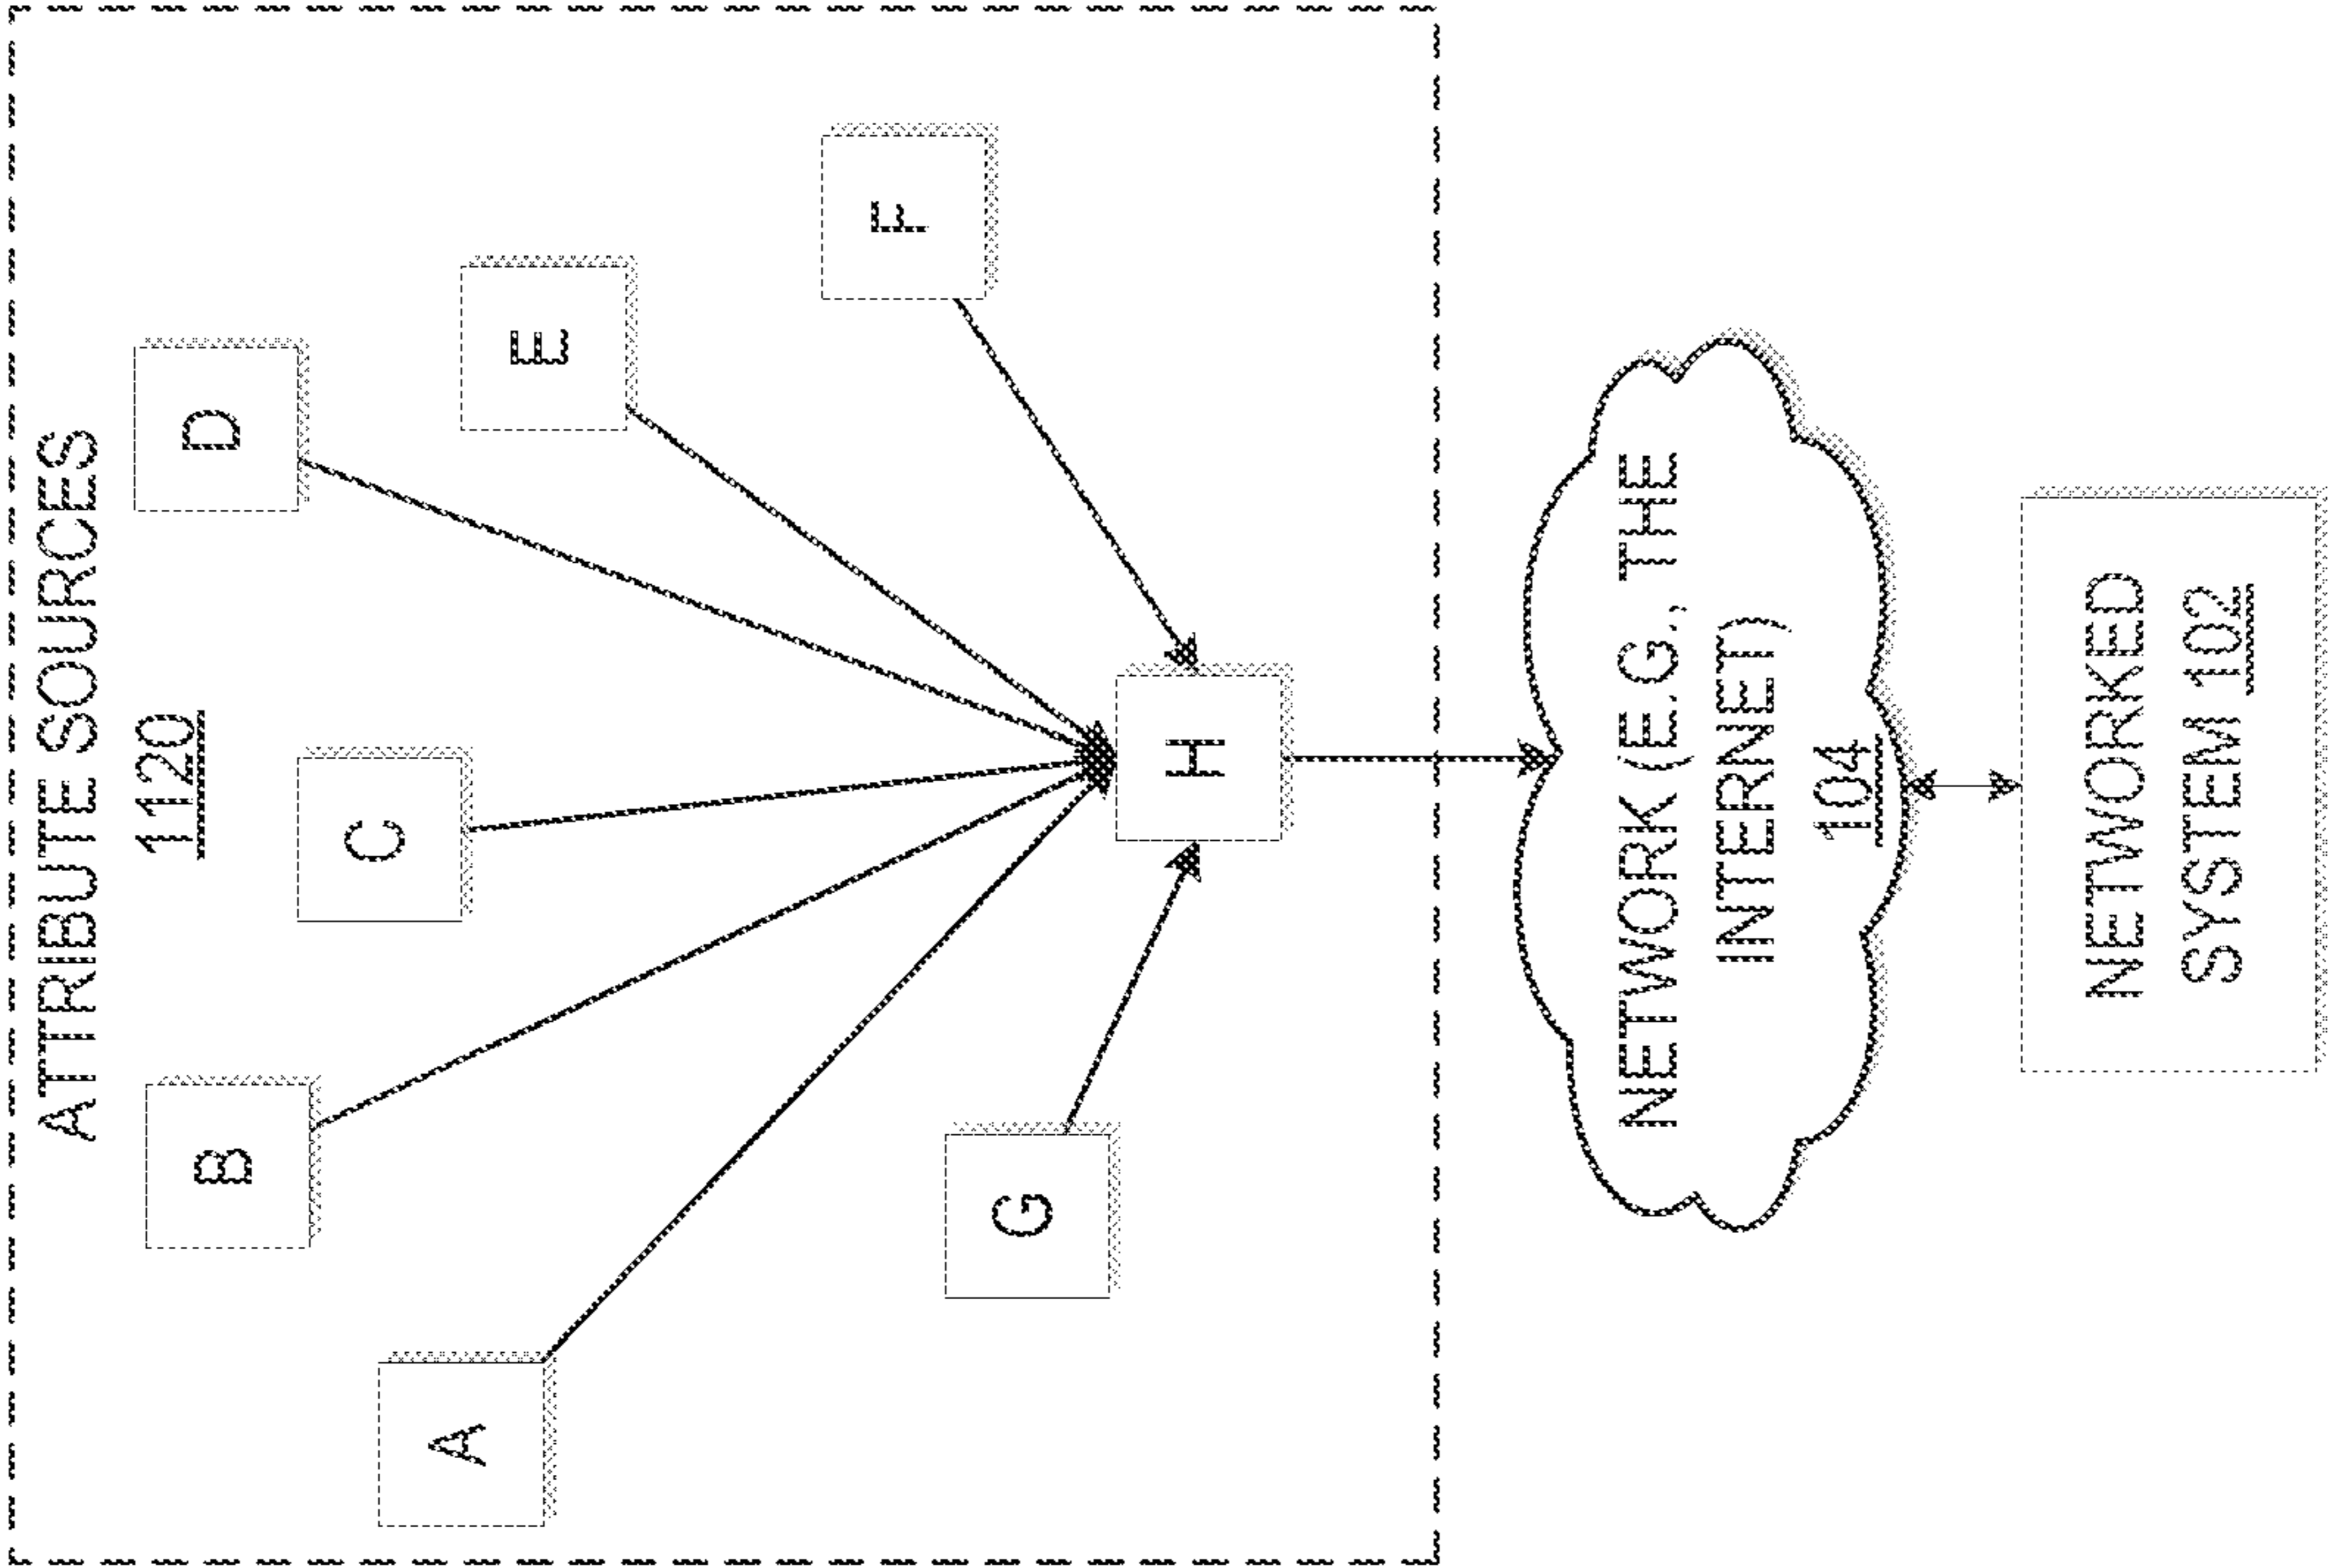 ATTRIBUTE SOURCES
1120
B
D
C
A
E
G
F
H
NETWORK (E.G., THE
INTERNET)
104
NETWORKED
SYSTEM 102